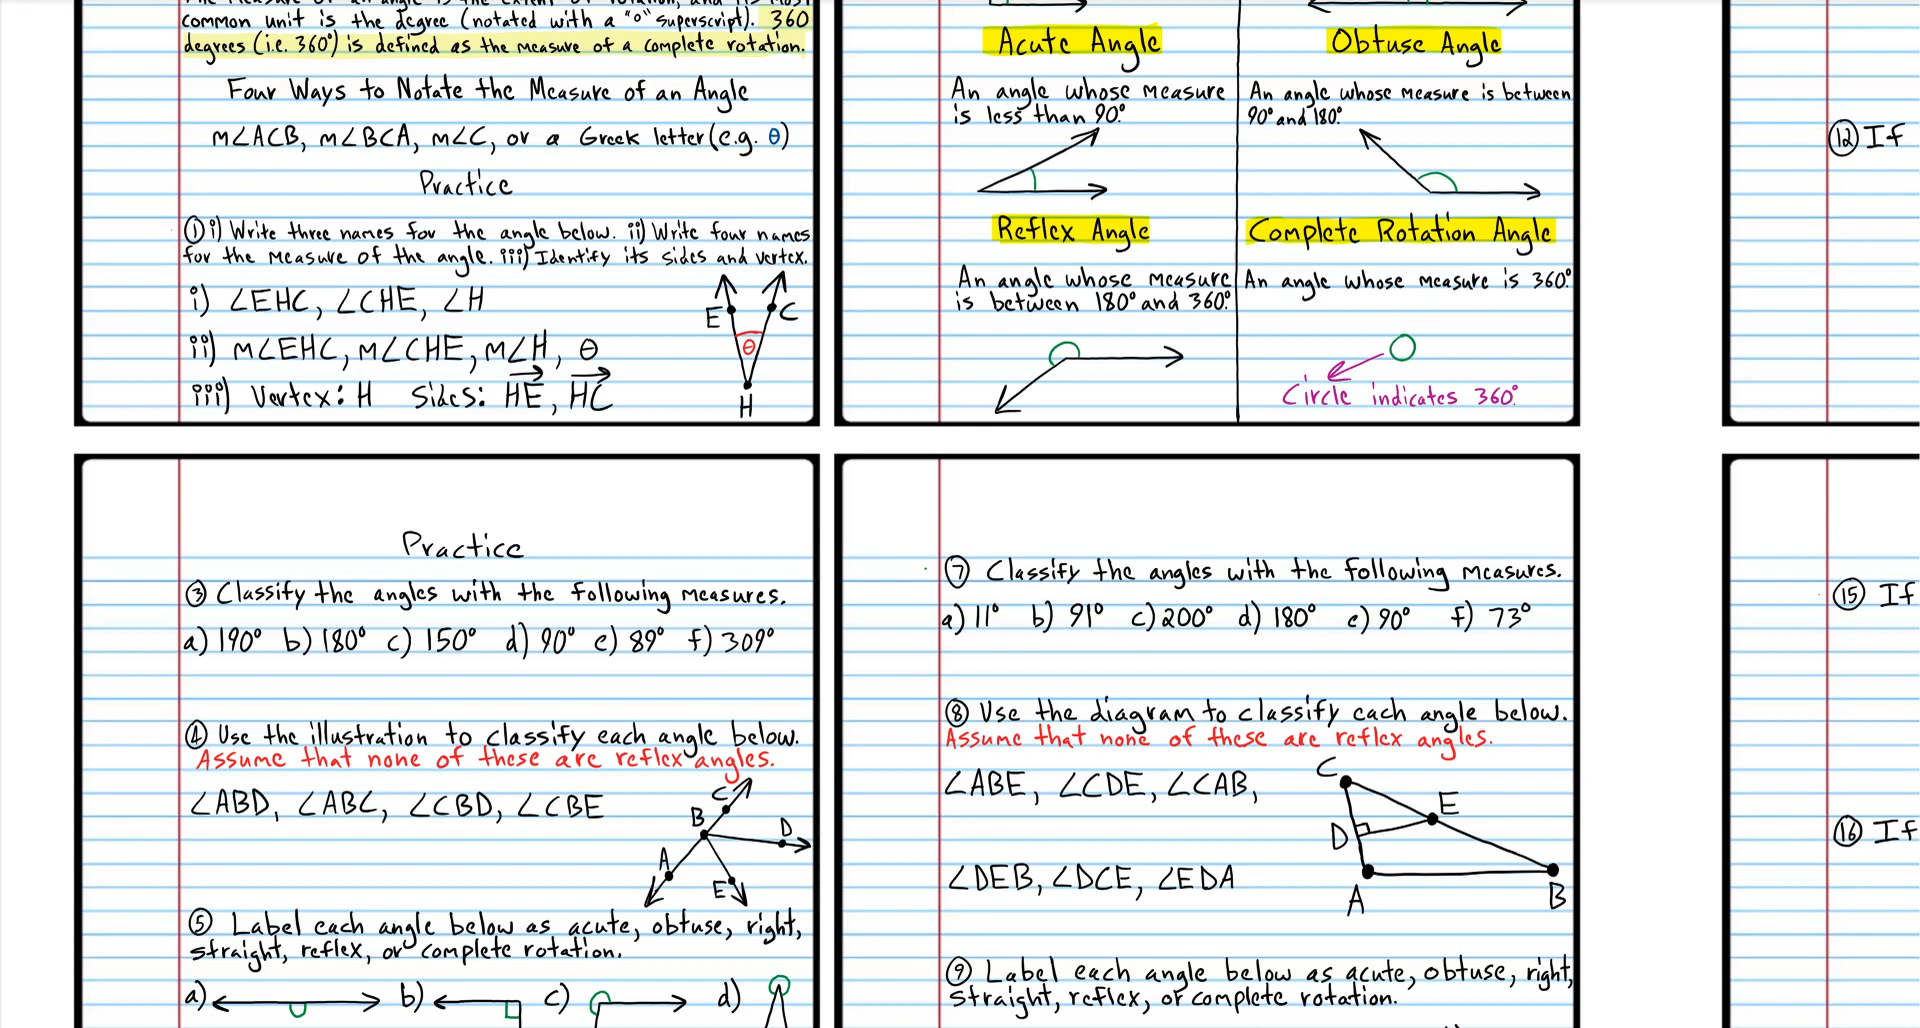 common unit is the degree (notated with a "o" superscript). 360
degrees (i.e. 360°) is defined as the measure of a complete rotation.
Four Ways to Notate the Measure of an Angle
m∠ACB, m∠BCA, m∠C, or a Greek letter (e.g. θ)
Practice
① i) Write three names for the angle below. ii) Write four names
for the measure of the angle. iii) Identify its sides and vertex.
i) ∠EHC, ∠CHE, ∠H
ii) m∠EHC, m∠CHE, m∠H, θ
iii) Vertex: H Sides: HE, HC
E C
θ
H
Acute Angle
An angle whose measure
is less than 90°.
Obtuse Angle
An angle whose measure is between
90° and 180°.
Reflex Angle
An angle whose measure
is between 180° and 360°.
Complete Rotation Angle
An angle whose measure is 360°.
Circle indicates 360°.
⑫ If
Practice
③ Classify the angles with the following measures.
a) 190° b) 180° c) 150° d) 90° e) 89° f) 309°
④ Use the illustration to classify each angle below.
Assume that none of these are reflex angles.
∠ABD, ∠ABC, ∠CBD, ∠CBE
C
B
D
A
E
⑤ Label each angle below as acute, obtuse, right,
straight, reflex, or complete rotation.
a) b) c) d)
⑦ Classify the angles with the following measures.
a) 11° b) 91° c) 200° d) 180° e) 90° f) 73°
⑧ Use the diagram to classify each angle below.
Assume that none of these are reflex angles.
∠ABE, ∠CDE, ∠CAB,
∠DEB, ∠DCE, ∠EDA
C
E
D
A B
⑨ Label each angle below as acute, obtuse, right,
straight, reflex, or complete rotation.
⑮ If
⑯ If